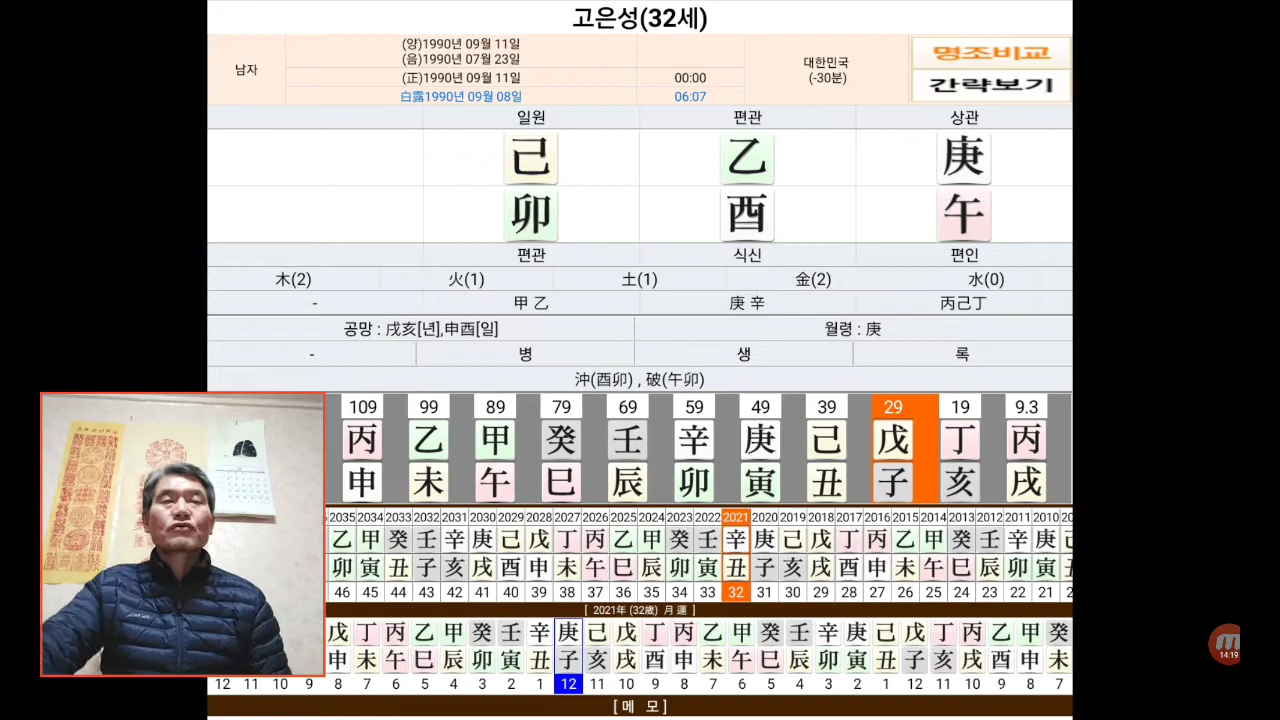 고은성(32세)
남자
(양)1990년 09월 11일
(음)1990년 07월 23일
(正)1990년 09월 11일 00:00
白露1990년 09월 08일 06:07
대한민국
(-30분)
명조비교
간략보기
일원 편관 상관
己 乙 庚
卯 酉 午
편관 식신 편인
木(2) 火(1) 土(1) 金(2) 水(0)
- 甲 乙 庚 辛 丙己丁
공망 : 戌亥[년],申酉[일] 월령 : 庚
- 병 생 록
沖(酉卯) , 破(午卯)
109 99 89 79 69 59 49 39 29 19 9.3
丙 乙 甲 癸 壬 辛 庚 己 戊 丁 丙
申 未 午 巳 辰 卯 寅 丑 子 亥 戌
2035 2034 2033 2032 2031 2030 2029 2028 2027 2026 2025 2024 2023 2022 2021 2020 2019 2018 2017 2016 2015 2014 2013 2012 2011 2010 20
乙 甲 癸 壬 辛 庚 己 戊 丁 丙 乙 甲 癸 壬 辛 庚 己 戊 丁 丙 乙 甲 癸 壬 辛 庚 己
卯 寅 丑 子 亥 戌 酉 申 未 午 巳 辰 卯 寅 丑 子 亥 戌 酉 申 未 午 巳 辰 卯 寅 丑
46 45 44 43 42 41 40 39 38 37 36 35 34 33 32 31 30 29 28 27 26 25 24 23 22 21 2
[ 2021年 (32歲) 月 運 ]
戊 丁 丙 乙 甲 癸 壬 辛 庚 己 戊 丁 丙 乙 甲 癸 壬 辛 庚 己 戊 丁 丙 乙 甲 癸
申 未 午 巳 辰 卯 寅 丑 子 亥 戌 酉 申 未 午 巳 辰 卯 寅 丑 子 亥 戌 酉 申 未
12 11 10 9 8 7 6 5 4 3 2 1 12 11 10 9 8 7 6 5 4 3 2 1 12 11 10 9 8 7
[ 메 모 ]
14:19